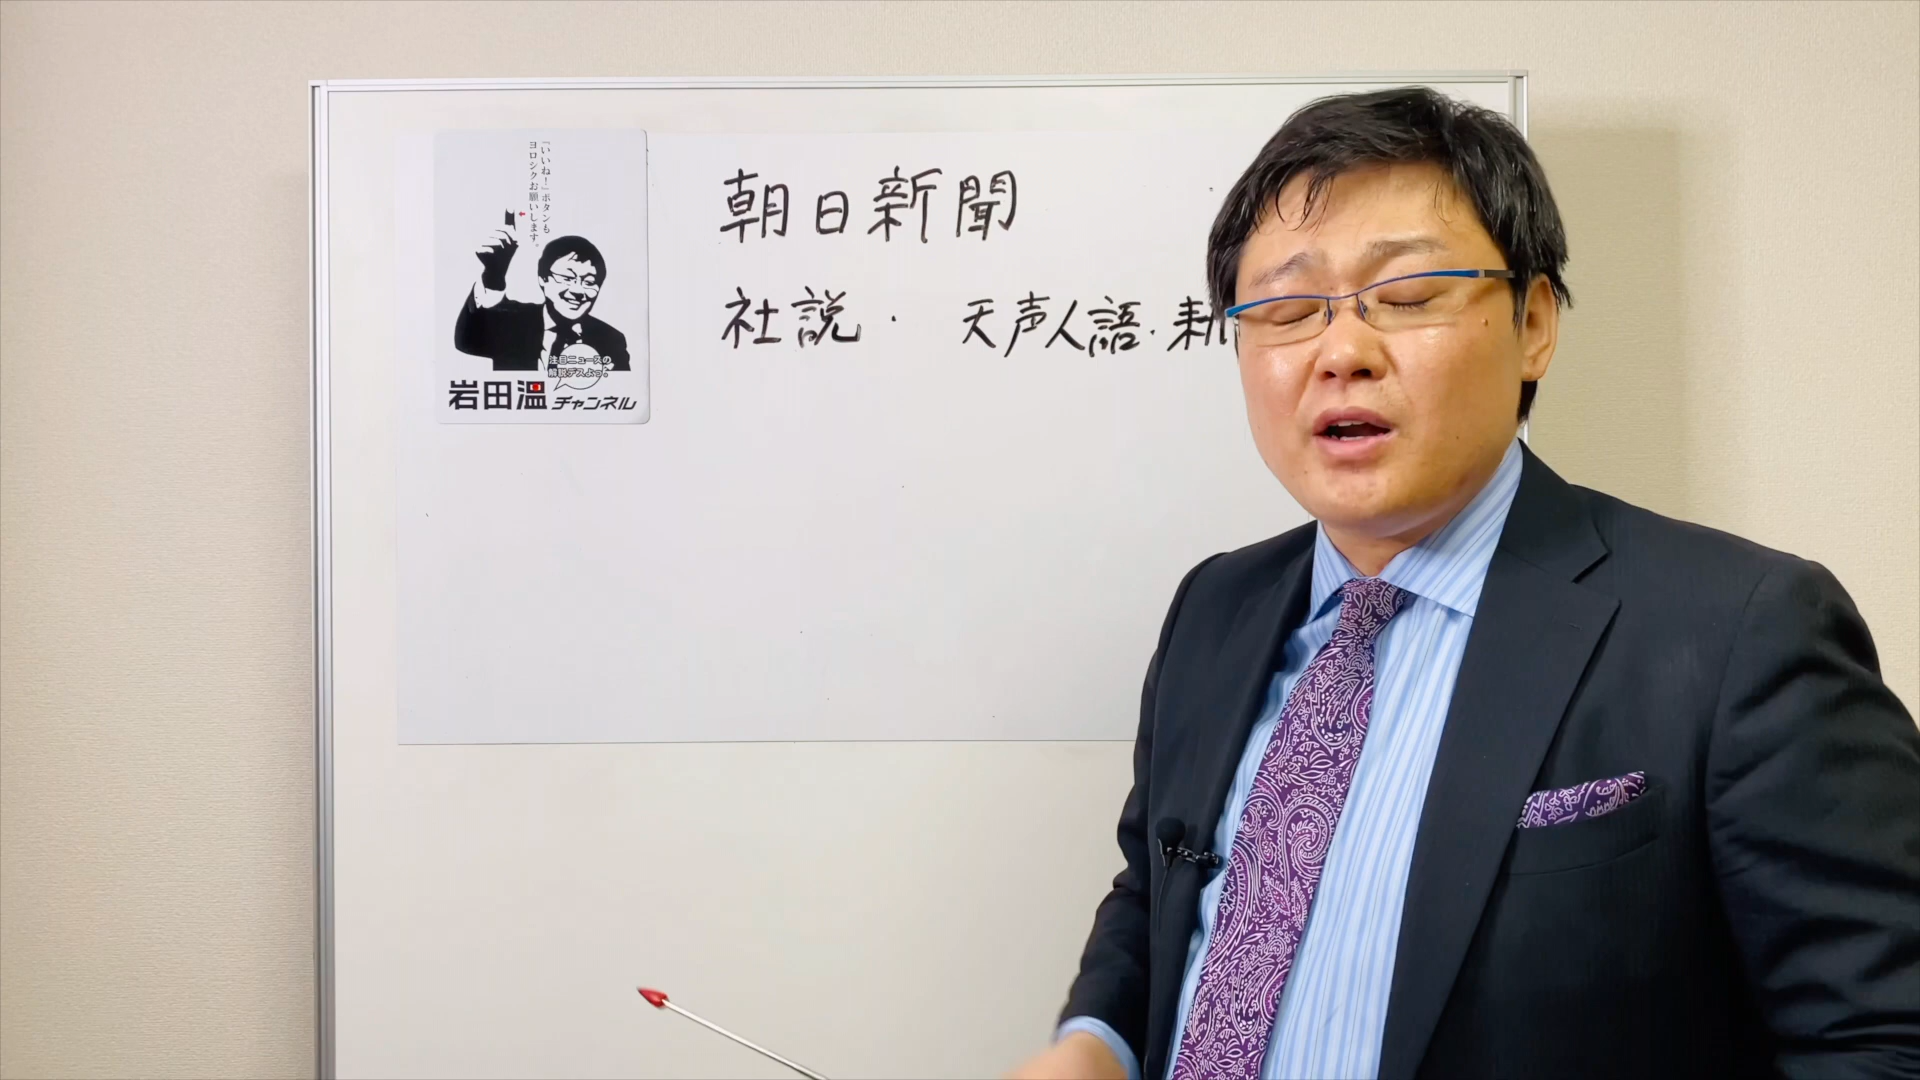 「いいね!」ボタンも
ヨロシクお願いします。
朝日新聞
社説・天声人語・耕
注目ニュースの
解説デスよっ。
岩田温チャンネル